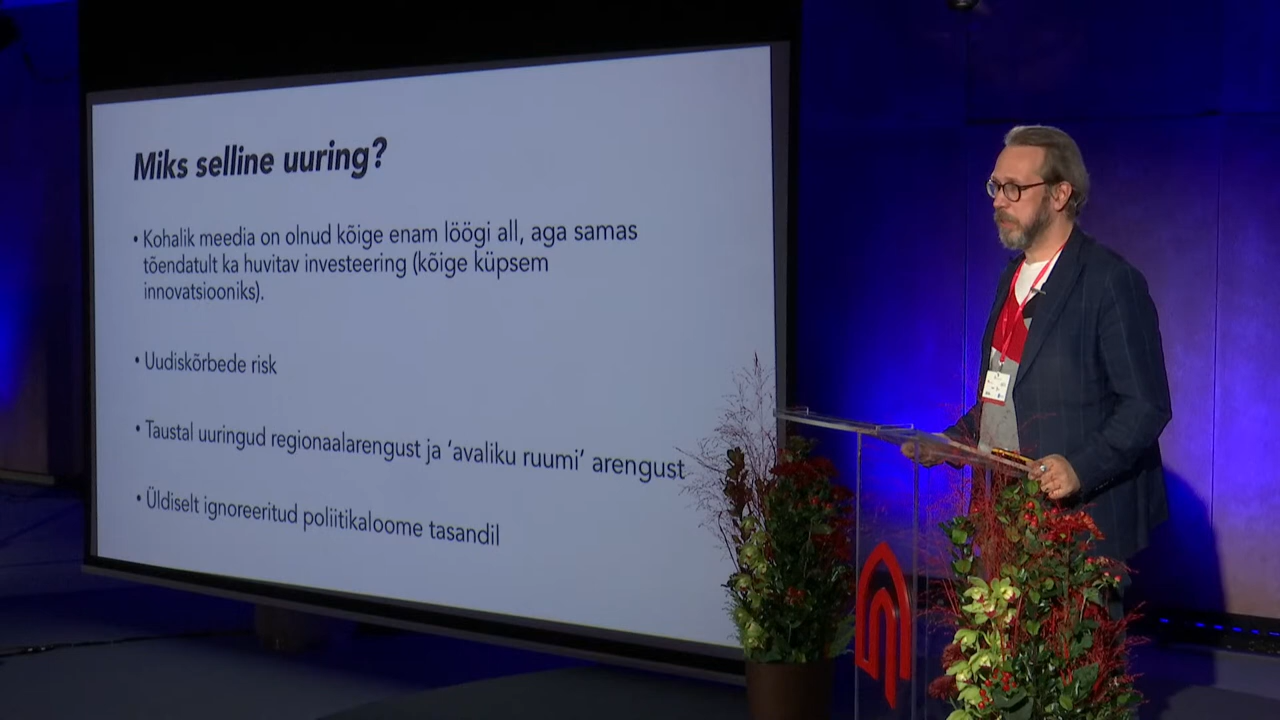 Miks selline uuring?
• Kohalik meedia on olnud kõige enam löögi all, aga samas
tõendatult ka huvitav investeering (kõige küpsem
innovatsiooniks).
• Uudiskõrbede risk
• Taustal uuringud regionaalarengust ja ‘avaliku ruumi’ arengust
• Üldiselt ignoreeritud poliitikaloome tasandil